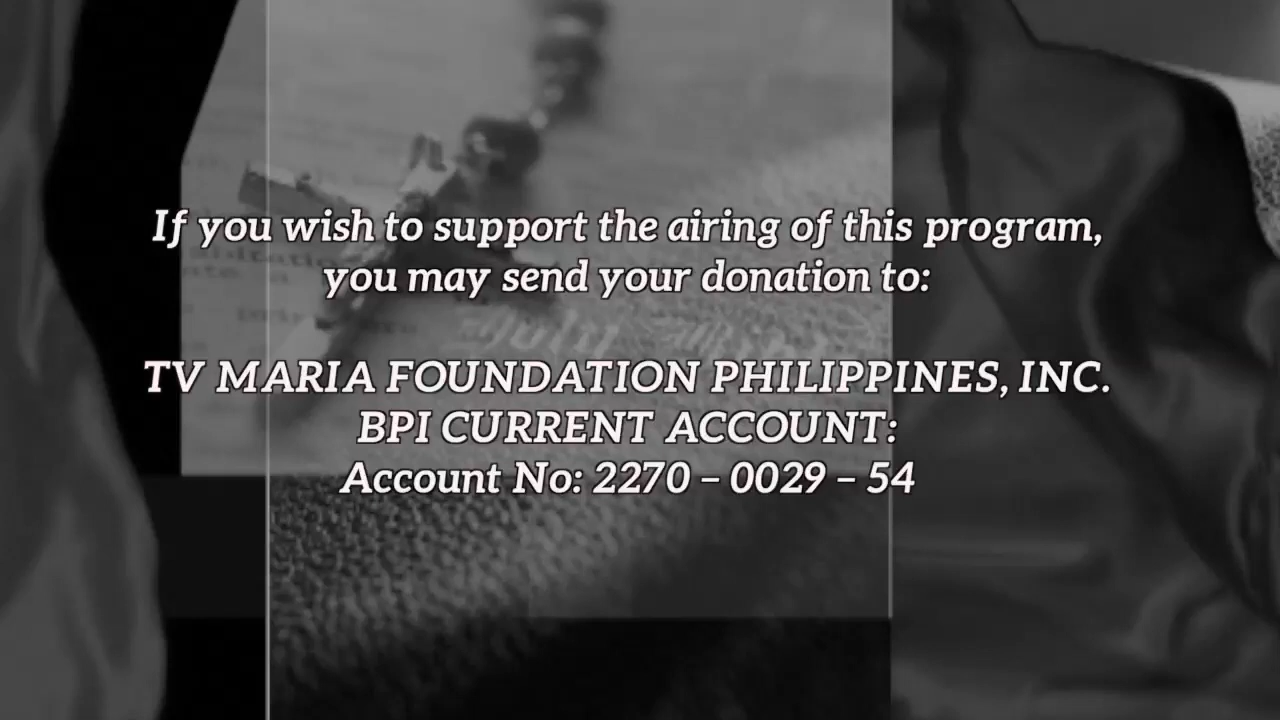 If you wish to support the airing of this program,
you may send your donation to:
TV MARIA FOUNDATION PHILIPPINES, INC.
BPI CURRENT ACCOUNT:
Account No: 2270 – 0029 – 54